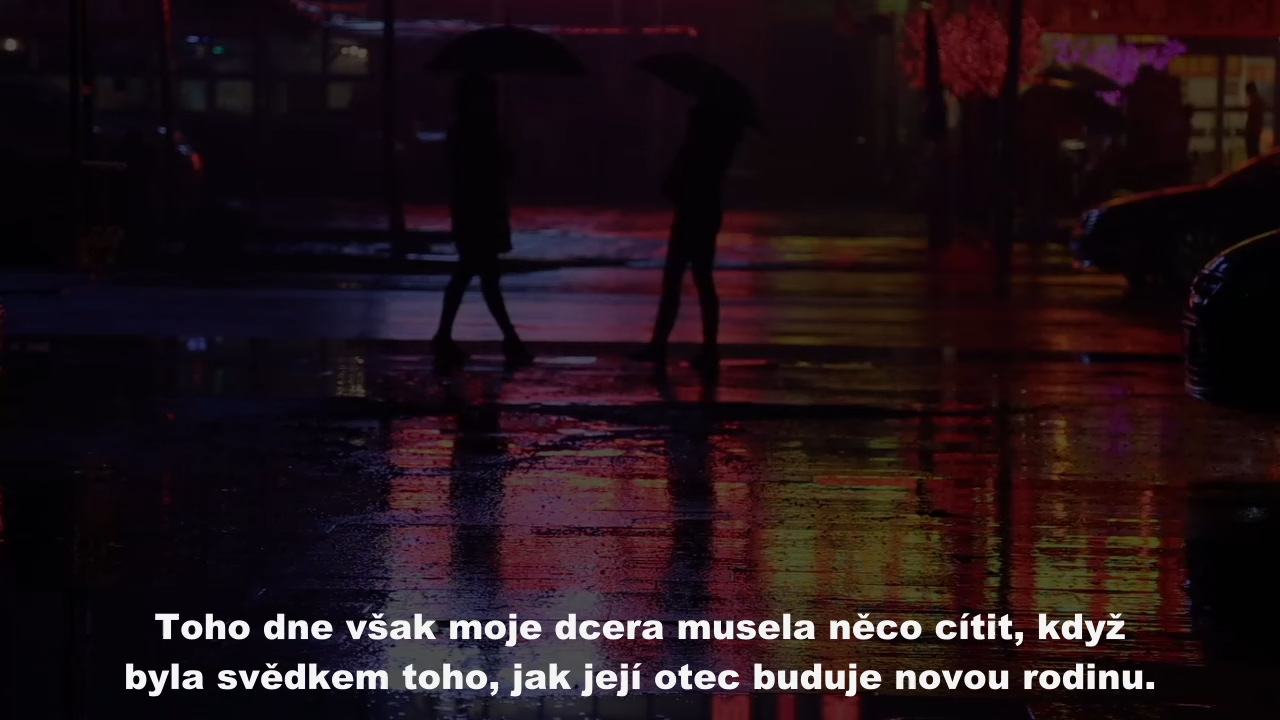 Toho dne však moje dcera musela něco cítit, když
byla svědkem toho, jak její otec buduje novou rodinu.